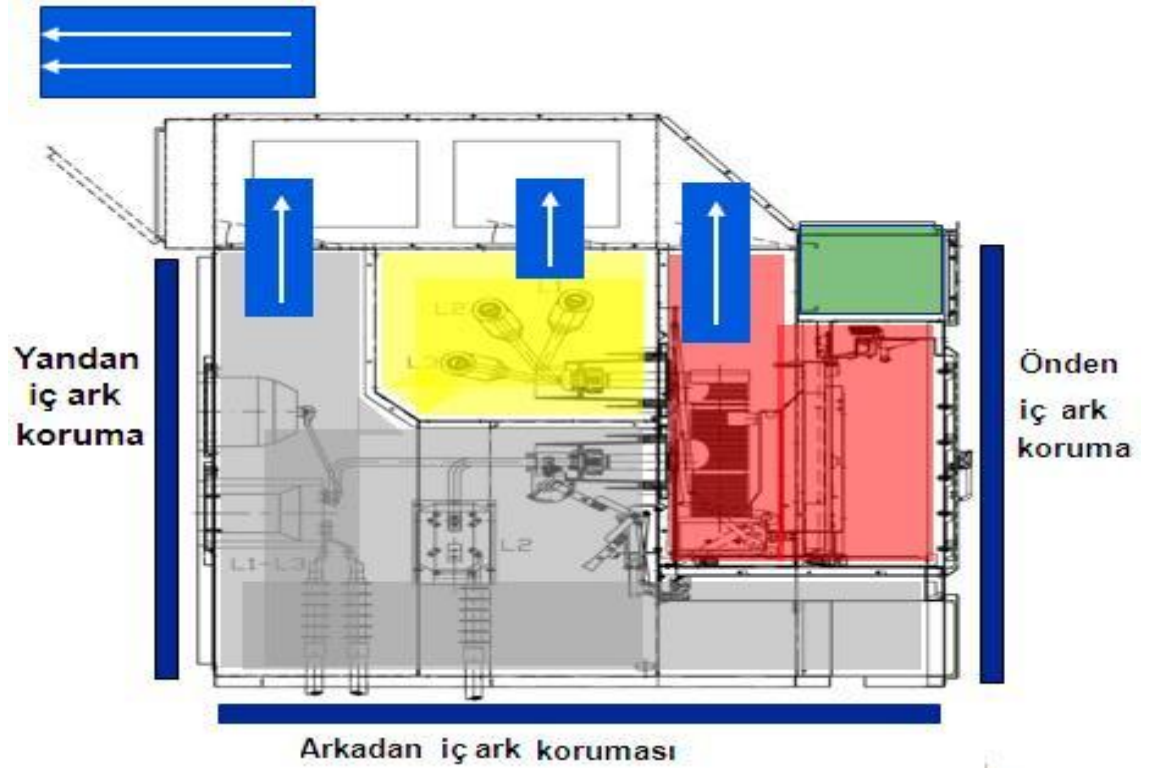 L1
L2
L3
Yandan
iç ark
koruma
Önden
iç ark
koruma
L2
L1-L3
Arkadan iç ark koruması